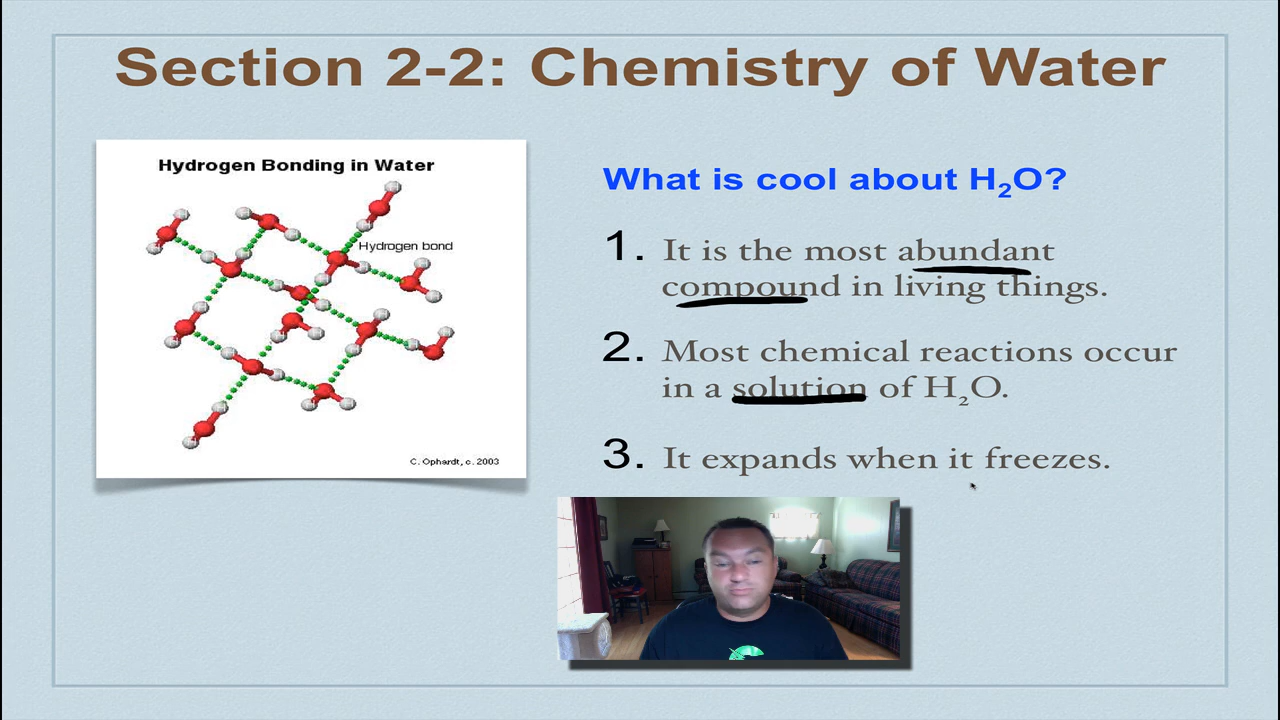 Section 2-2: Chemistry of Water
Hydrogen Bonding in Water
Hydrogen bond
C. Ophardt, c. 2003
What is cool about H₂O?
1. It is the most abundant
compound in living things.
2. Most chemical reactions occur
in a solution of H₂O.
3. It expands when it freezes.